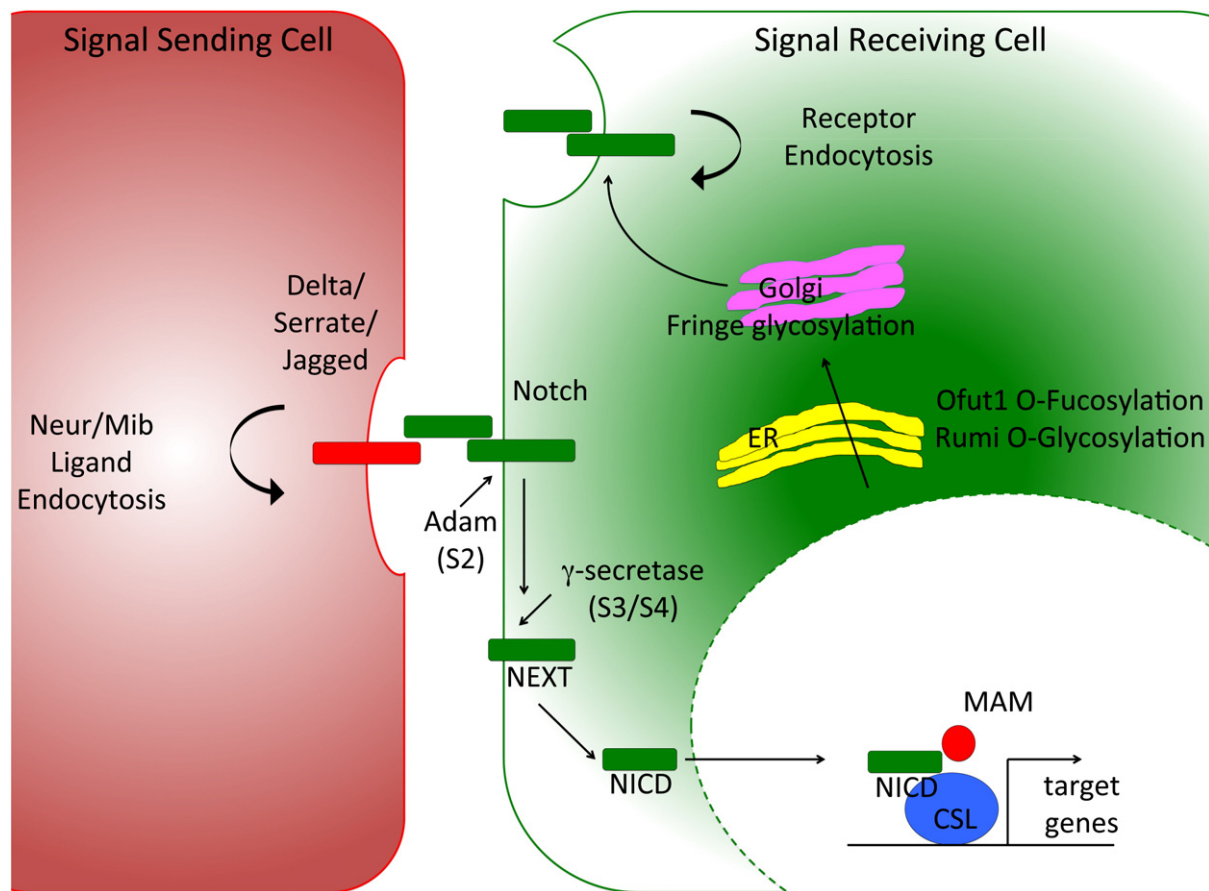 Signal Sending Cell
Signal Receiving Cell
Receptor
Endocytosis
Delta/
Serrate/
Jagged
Golgi
Fringe glycosylation
Notch
Neur/Mib
Ligand
Endocytosis
ER
Ofut1 O-Fucosylation
Rumi O-Glycosylation
Adam
(S2)
γ-secretase
(S3/S4)
NEXT
NICD
MAM
NICD
CSL
target
genes